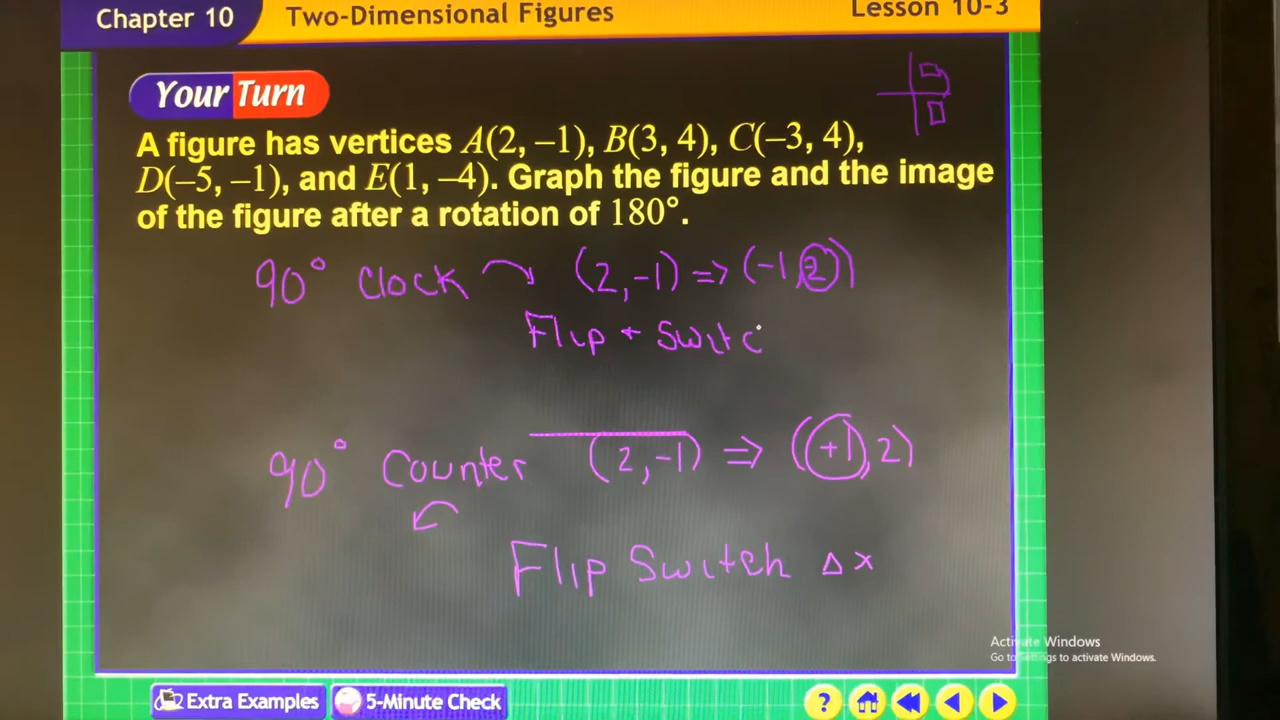 Chapter 10 Two-Dimensional Figures Lesson 10-3
Your Turn
A figure has vertices A(2, –1), B(3, 4), C(–3, 4),
D(–5, –1), and E(1, –4). Graph the figure and the image
of the figure after a rotation of 180°.
90° Clock (2,-1) => (-1,2)
Flip + Switc
90° Counter (2,-1) => (+1,2)
Flip Switch Δx
Activate Windows
Go to Settings to activate Windows.
Extra Examples 5-Minute Check ?